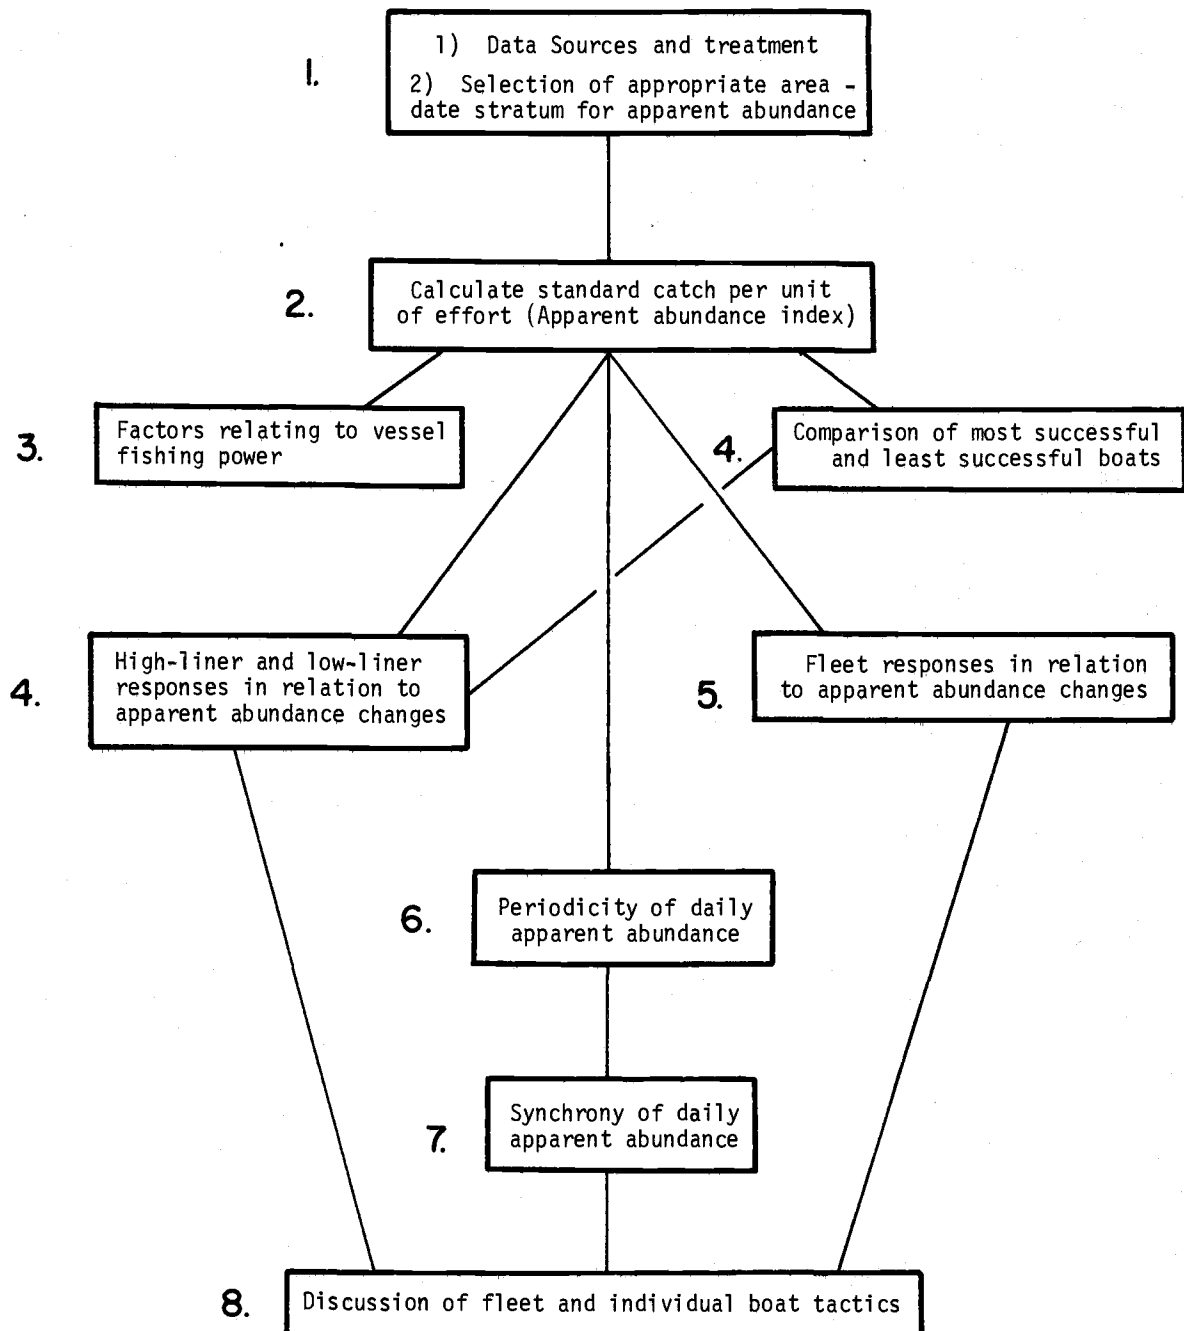 1.
1) Data Sources and treatment
2) Selection of appropriate area -
date stratum for apparent abundance
2.
Calculate standard catch per unit
of effort (Apparent abundance index)
3.
Factors relating to vessel
fishing power
4.
Comparison of most successful
and least successful boats
4.
High-liner and low-liner
responses in relation to
apparent abundance changes
5.
Fleet responses in relation
to apparent abundance changes
6.
Periodicity of daily
apparent abundance
7.
Synchrony of daily
apparent abundance
8.
Discussion of fleet and individual boat tactics